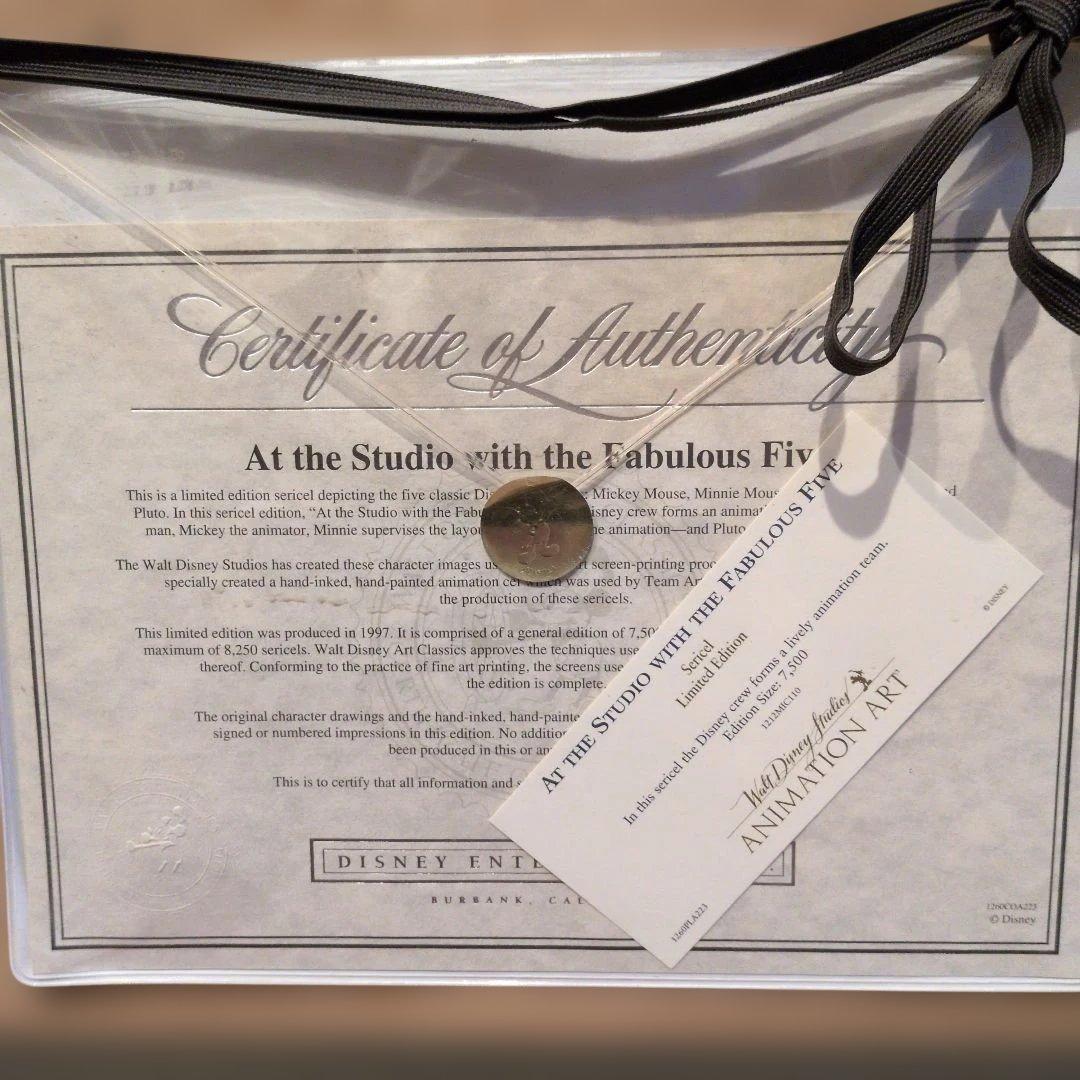 Certificate of Authenticity
At the Studio with the Fabulous Fiv
This is a limited edition sericel depicting the five classic Di Mickey Mouse, Minnie Mous d
Pluto. In this sericel edition, “At the Studio with the Fabu isney crew forms an animat
man, Mickey the animator, Minnie supervises the layou e animation—and Pluto
The Walt Disney Studios has created these character images us rt screen-printing proc
specially created a hand-inked, hand-painted animation cel which was used by Team Ar
the production of these sericels.
This limited edition was produced in 1997. It is comprised of a general edition of 7,50
maximum of 8,250 sericels. Walt Disney Art Classics approves the techniques use
thereof. Conforming to the practice of fine art printing, the screens use
the edition is complete.
The original character drawings and the hand-inked, hand-painte
signed or numbered impressions in this edition. No additio
been produced in this or an
This is to certify that all information and s
DISNEY ENTE
BURBANK, CAL
1260COA223
© Disney
AT THE STUDIO WITH THE FABULOUS FIVE
Sericel
Limited Edition
In this sericel the Disney crew forms a lively animation team.
Edition Size: 7,500
1212MIC110
Walt Disney Studios
ANIMATION ART
1260PLA223
© DISNEY